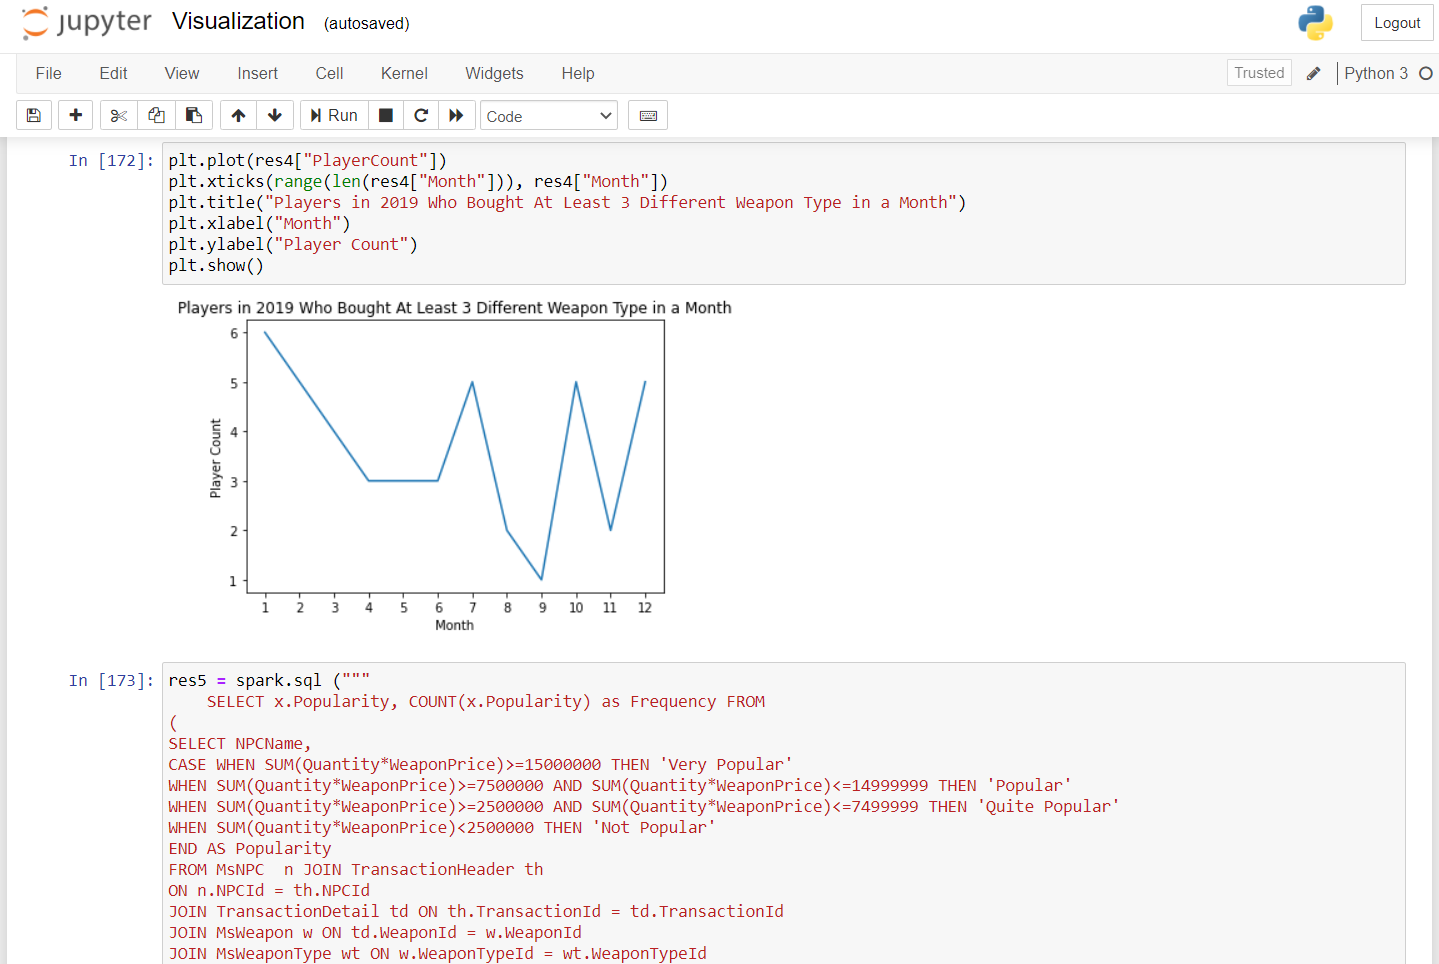 jupyter Visualization (autosaved) Logout
File Edit View Insert Cell Kernel Widgets Help Trusted Python 3
Run Code
In [172]: plt.plot(res4["PlayerCount"])
plt.xticks(range(len(res4["Month"])), res4["Month"])
plt.title("Players in 2019 Who Bought At Least 3 Different Weapon Type in a Month")
plt.xlabel("Month")
plt.ylabel("Player Count")
plt.show()
Players in 2019 Who Bought At Least 3 Different Weapon Type in a Month
Player Count
6
5
4
3
2
1
1 2 3 4 5 6 7 8 9 10 11 12
Month
In [173]: res5 = spark.sql ("""
SELECT x.Popularity, COUNT(x.Popularity) as Frequency FROM
(
SELECT NPCName,
CASE WHEN SUM(Quantity*WeaponPrice)>=15000000 THEN 'Very Popular'
WHEN SUM(Quantity*WeaponPrice)>=7500000 AND SUM(Quantity*WeaponPrice)<=14999999 THEN 'Popular'
WHEN SUM(Quantity*WeaponPrice)>=2500000 AND SUM(Quantity*WeaponPrice)<=7499999 THEN 'Quite Popular'
WHEN SUM(Quantity*WeaponPrice)<2500000 THEN 'Not Popular'
END AS Popularity
FROM MsNPC  n JOIN TransactionHeader th
ON n.NPCId = th.NPCId
JOIN TransactionDetail td ON th.TransactionId = td.TransactionId
JOIN MsWeapon w ON td.WeaponId = w.WeaponId
JOIN MsWeaponType wt ON w.WeaponTypeId = wt.WeaponTypeId